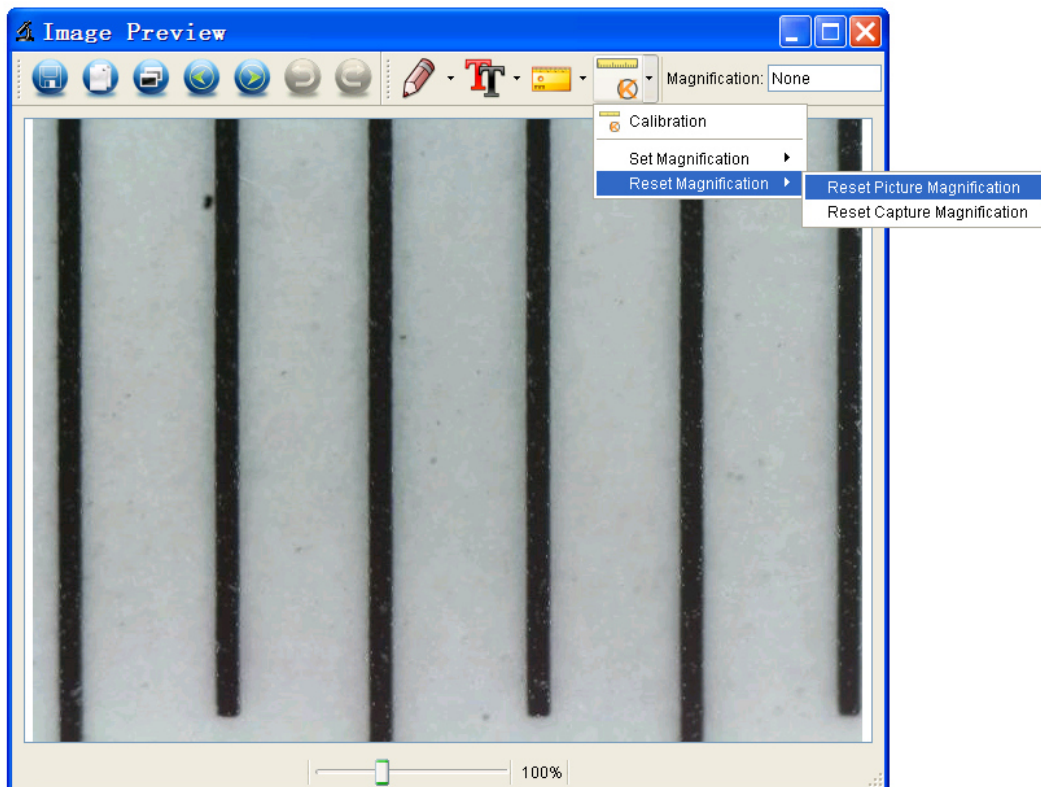 Image Preview
Magnification: None
Calibration
Set Magnification
Reset Magnification
Reset Picture Magnification
Reset Capture Magnification
100%